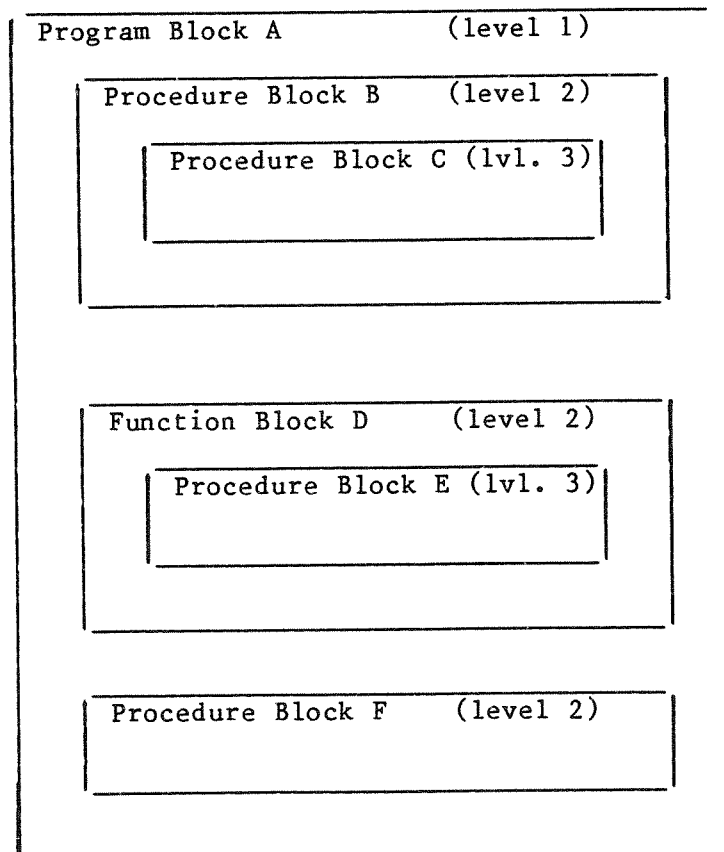 Program Block A (level 1)
Procedure Block B (level 2)
Procedure Block C (lvl. 3)
Function Block D (level 2)
Procedure Block E (lvl. 3)
Procedure Block F (level 2)